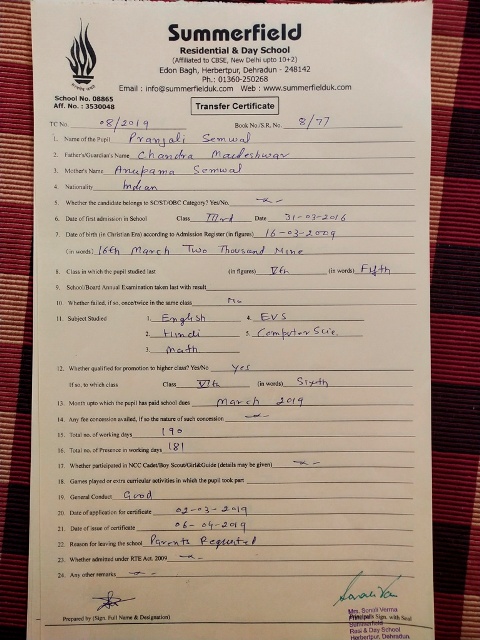 Summerfield
Residential & Day School
(Affiliated to CBSE, New Delhi upto 10+2)
Edon Bagh, Herbertpur, Dehradun - 248142
Ph.: 01360-250268
Email : info@summerfielduk.com Web : www.summerfielduk.com
School No. 08865
Aff. No. : 3530048
Transfer Certificate
TC No. 08/2019 Book No./S.R. No. 8/77
1. Name of the Pupil Pranjali Semwal
2. Father's/Guardian's Name Chandra Mauleshwar
3. Mother's Name Anupama Semwal
4. Nationality Indian
5. Whether the candidate belongs to SC/ST/OBC Category? Yes/No.
6. Date of first admission in School Class IIIrd Date 31-03-2016
7. Date of birth (in Christian Era) according to Admission Register (in figures) 16-03-2009
(in words) 16th March Two Thousand Nine
8. Class in which the pupil studied last (in figures) Vth (in words) Fifth
9. School/Board Annual Examination taken last with result
10. Whether failed, if so, once/twice in the same class No
11. Subject Studied 1. English 4. EVS
2. Hindi 5. Computer Scie.
3. Math
12. Whether qualified for promotion to higher class? Yes/No Yes
If so, to which class Class VIth (in words) Sixth
13. Month upto which the pupil has paid school dues March 2019
14. Any fee concession availed, if so the nature of such concession
15. Total no. of working days 190
16. Total no. of Presence in working days 181
17. Whether participated in NCC Cadet/Boy Scout/Girl&Guide (details may be given)
18. Games played or extra curricular activities in which the pupil took part
19. General Conduct Good
20. Date of application for certificate 02-03-2019
21. Date of issue of certificate 06-04-2019
22. Reason for leaving the school Parents Requested
23. Whether admitted under RTE Act. 2009
24. Any other remarks
Prepared by (Sign. Full Name & Designation) Sign. with Seal
Mrs. Sonali Verma
Principal
Summerfield
Resi & Day School
Herbertpur, Dehradun